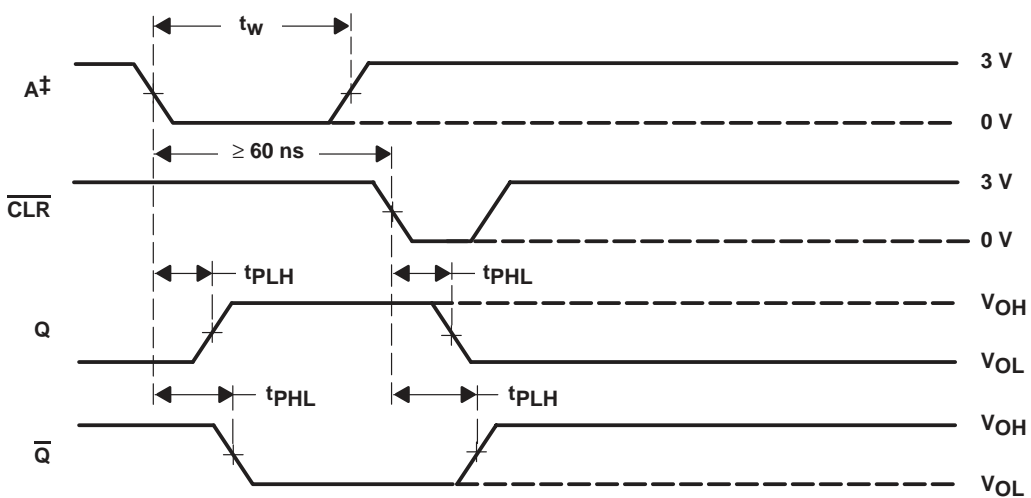 tw
A‡
3 V
0 V
≥ 60 ns
CLR
3 V
0 V
tPLH
tPHL
Q
VOH
VOL
tPHL
tPLH
Q
VOH
VOL